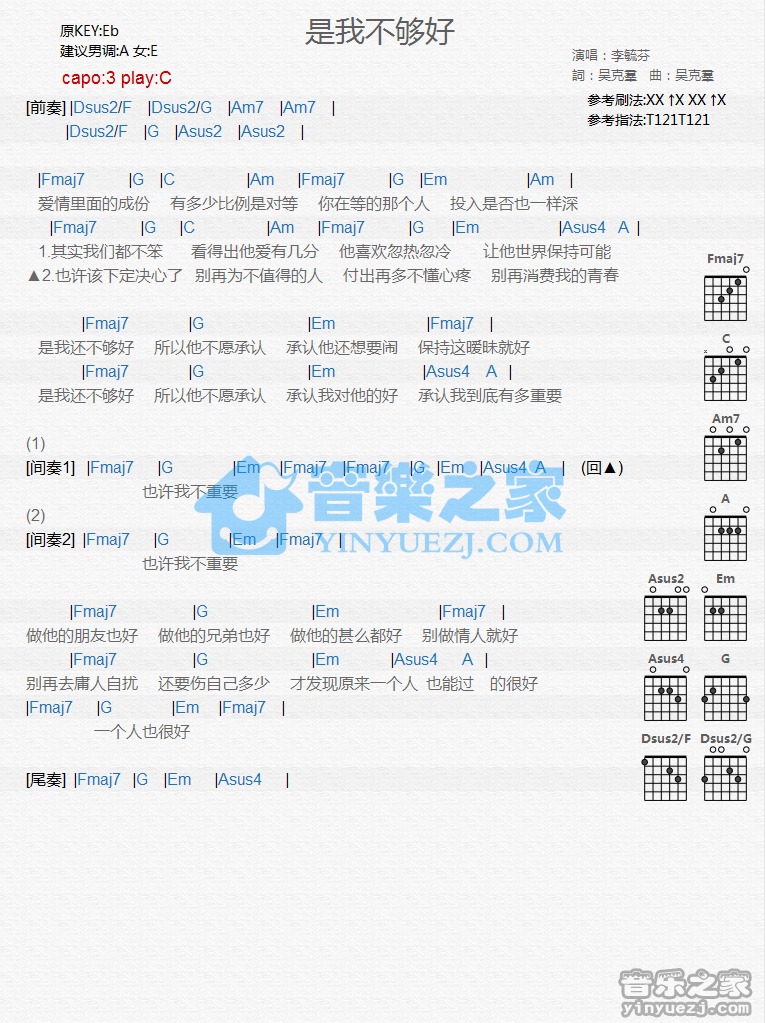 是我不够好
原KEY:Eb
建议男调:A 女:E
capo:3 play:C
演唱：李毓芬
詞：吴克羣 曲：吴克羣
参考刷法:XX ↑X XX ↑X
参考指法:T121T121
[前奏] |Dsus2/F |Dsus2/G |Am7 |Am7 |
|Dsus2/F |G |Asus2 |Asus2 |
|Fmaj7 |G |C |Am |Fmaj7 |G |Em |Am |
爱情里面的成份 有多少比例是对等 你在等的那个人 投入是否也一样深
|Fmaj7 |G |C |Am |Fmaj7 |G |Em |Asus4 A |
1.其实我们都不笨 看得出他爱有几分 他喜欢忽热忽冷 让他世界保持可能
▲2.也许该下定决心了 别再为不值得的人 付出再多不懂心疼 别再消费我的青春
|Fmaj7 |G |Em |Fmaj7 |
是我还不够好 所以他不愿承认 承认他还想要闹 保持这暧昧就好
|Fmaj7 |G |Em |Asus4 A |
是我还不够好 所以他不愿承认 承认我对他的好 承认我到底有多重要
(1)
[间奏1] |Fmaj7 |G |Em |Fmaj7 |Fmaj7 |G |Em |Asus4 A | (回▲)
也许我不重要
(2)
[间奏2] |Fmaj7 |G |Em |Fmaj7 |
也许我不重要
|Fmaj7 |G |Em |Fmaj7 |
做他的朋友也好 做他的兄弟也好 做他的甚么都好 别做情人就好
|Fmaj7 |G |Em |Asus4 A |
别再去庸人自扰 还要伤自己多少 才发现原来一个人 也能过 的很好
|Fmaj7 |G |Em |Fmaj7 |
一个人也很好
[尾奏] |Fmaj7 |G |Em |Asus4 |
Fmaj7
C
x
Am7
A
Asus2 Em
Asus4 G
Dsus2/F Dsus2/G
音樂之家
YINYUEZJ.COM
音乐之家
yinyuezj.com